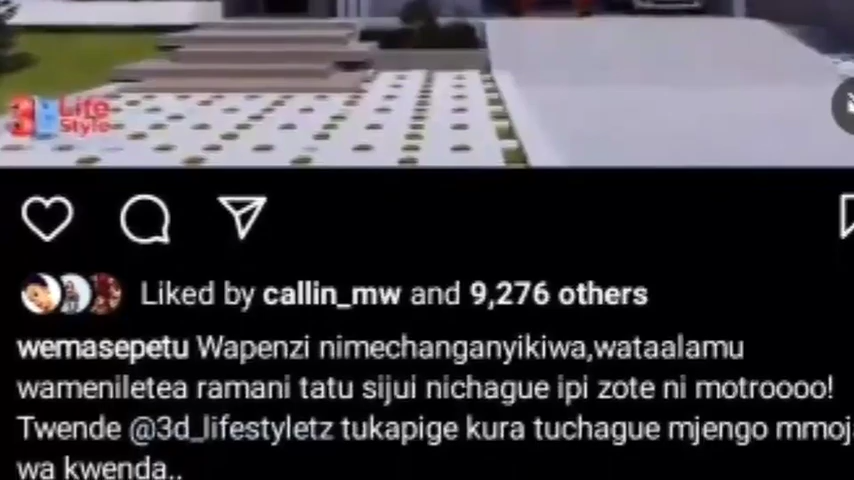 3D Life
Style
Liked by callin_mw and 9,276 others
wemasepetu Wapenzi nimechanganyikiwa,wataalamu
wameniletea ramani tatu sijui nichague ipi zote ni motroooo!
Twende @3d_lifestyletz tukapige kura tuchague mjengo mmoj
wa kwenda..